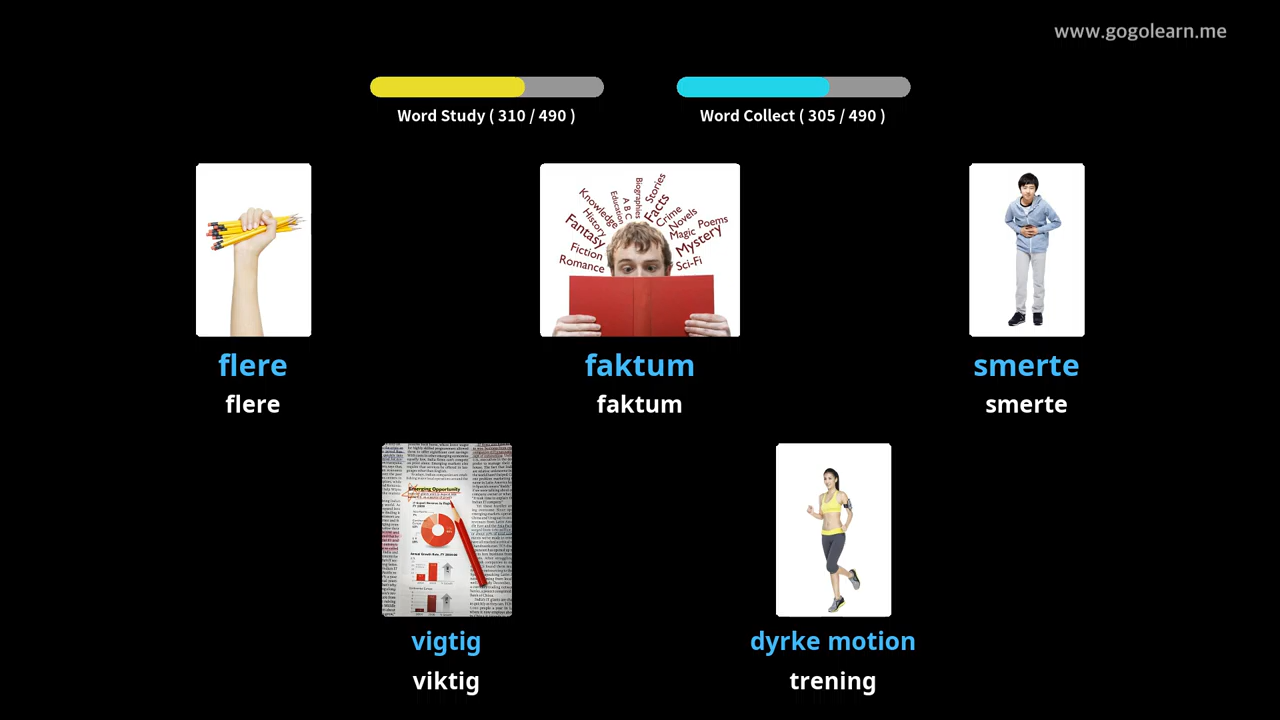 www.gogolearn.me
Word Study ( 310 / 490 )
Word Collect ( 305 / 490 )
Stories
Biographies
A B C
Education
Knowledge
History
Fantasy
Fiction
Romance
Facts
Crime
Novels
Magic Poems
Mystery
Sci-Fi
flere
flere
faktum
faktum
smerte
smerte
Emerging Opportunity
vigtig
viktig
dyrke motion
trening